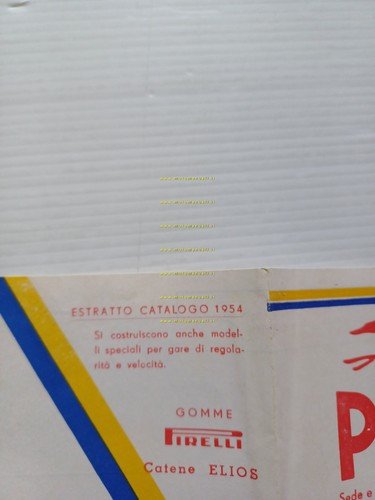 ESTRATTO CATALOGO 1954
Si costruiscono anche model-
li speciali per gare di regola-
rità e velocità.
GOMME
PIRELLI
Catene ELIOS
P
Sede e